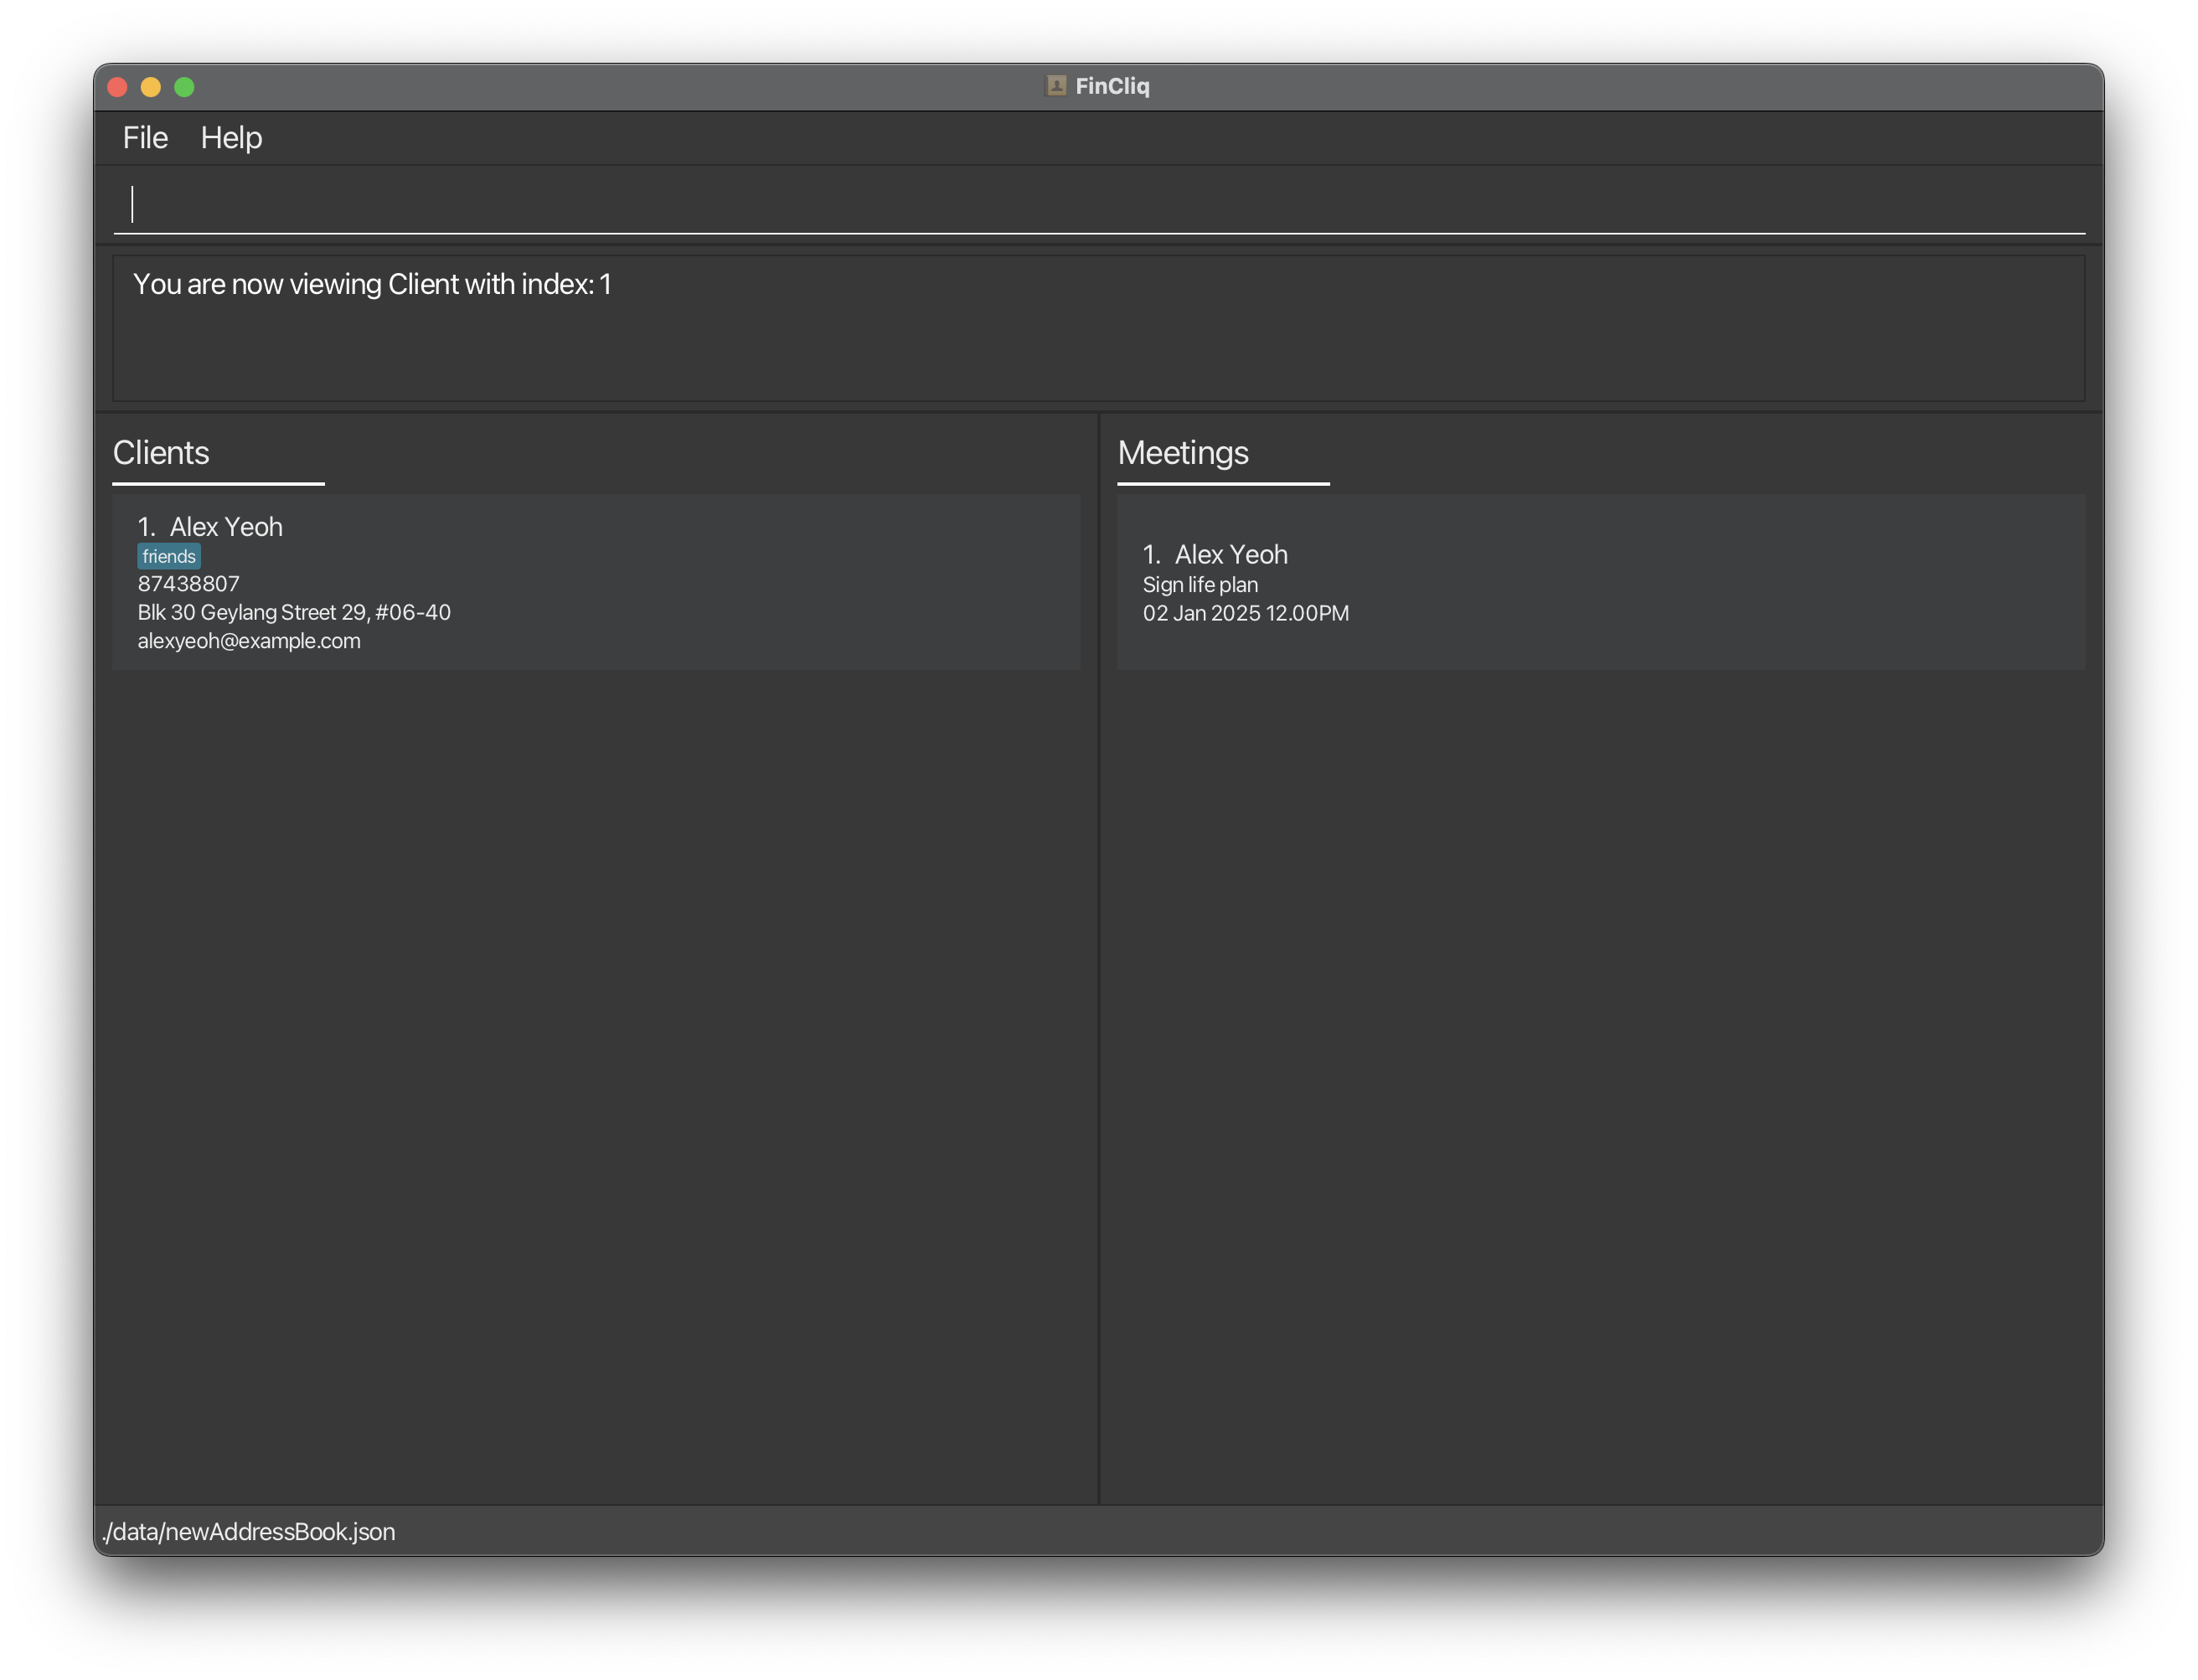 FinCliq
File Help
You are now viewing Client with index: 1
Clients
1. Alex Yeoh
friends
87438807
Blk 30 Geylang Street 29, #06-40
alexyeoh@example.com
Meetings
1. Alex Yeoh
Sign life plan
02 Jan 2025 12.00PM
./data/newAddressBook.json